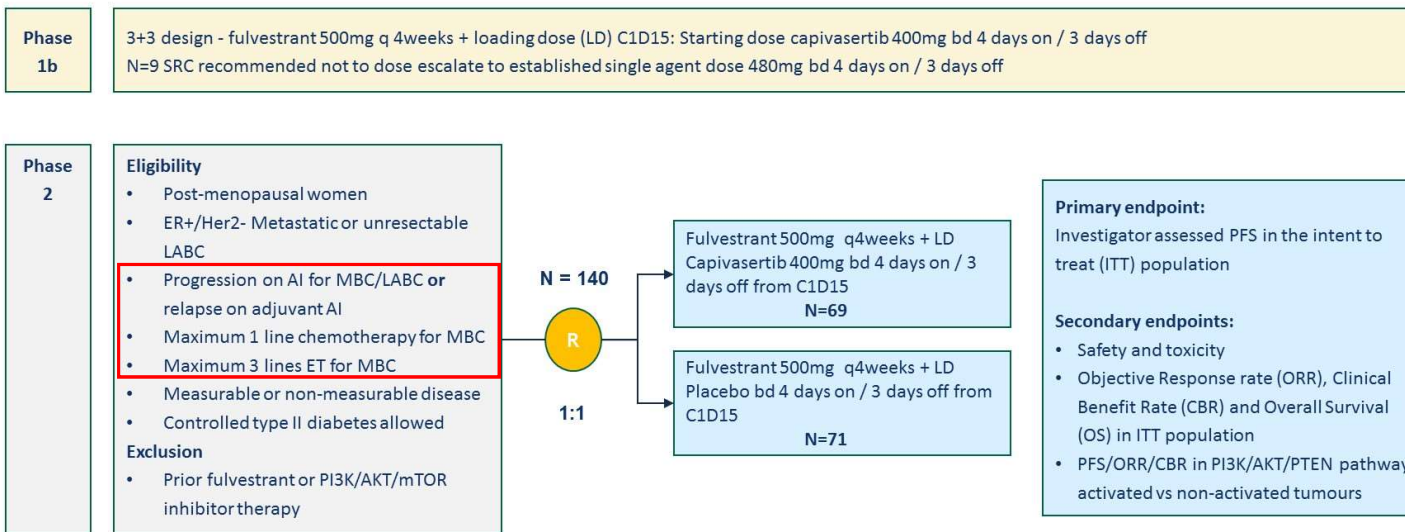 Phase
1b
3+3 design - fulvestrant 500mg q 4weeks + loading dose (LD) C1D15: Starting dose capivasertib 400mg bd 4 days on / 3 days off
N=9 SRC recommended not to dose escalate to established single agent dose 480mg bd 4 days on / 3 days off
Phase
2
Eligibility
• Post-menopausal women
• ER+/Her2- Metastatic or unresectable
LABC
• Progression on AI for MBC/LABC or
relapse on adjuvant AI
• Maximum 1 line chemotherapy for MBC
• Maximum 3 lines ET for MBC
• Measurable or non-measurable disease
• Controlled type II diabetes allowed
Exclusion
• Prior fulvestrant or PI3K/AKT/mTOR
inhibitor therapy
N = 140
R
1:1
Fulvestrant 500mg q4weeks + LD
Capivasertib 400mg bd 4 days on / 3
days off from C1D15
N=69
Fulvestrant 500mg q4weeks + LD
Placebo bd 4 days on / 3 days off from
C1D15
N=71
Primary endpoint:
Investigator assessed PFS in the intent to
treat (ITT) population
Secondary endpoints:
• Safety and toxicity
• Objective Response rate (ORR), Clinical
Benefit Rate (CBR) and Overall Survival
(OS) in ITT population
• PFS/ORR/CBR in PI3K/AKT/PTEN pathway
activated vs non-activated tumours